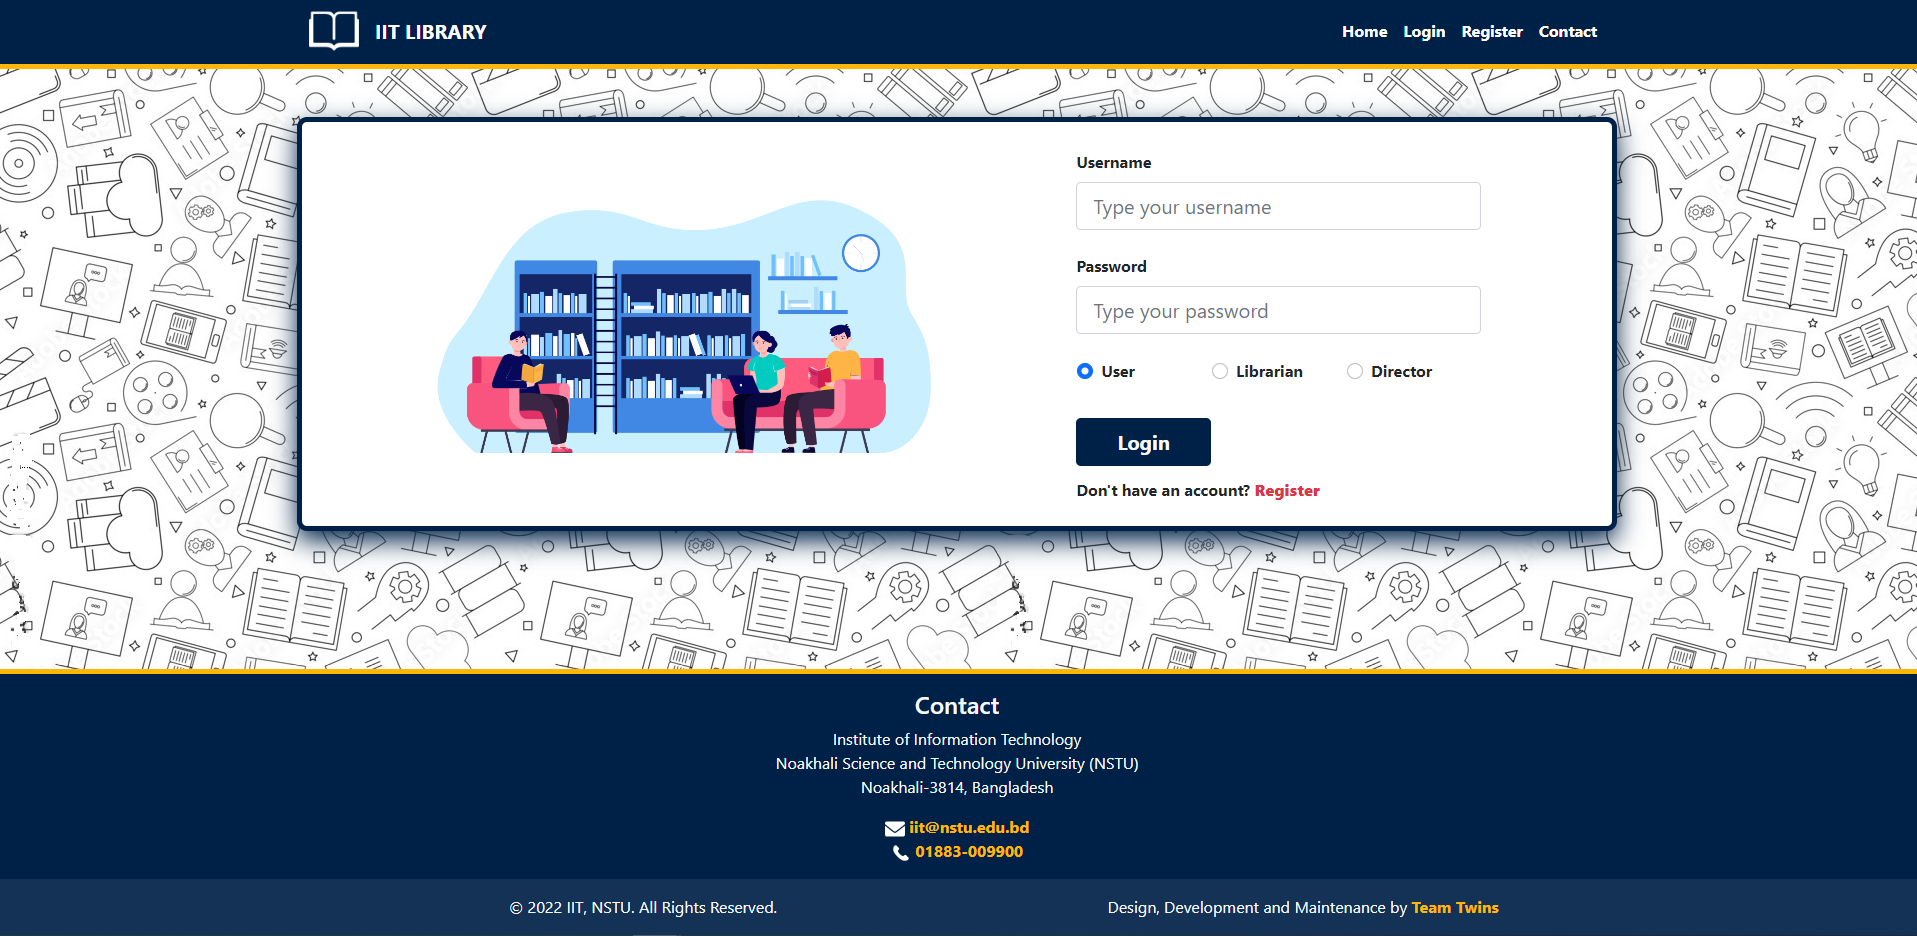 IIT LIBRARY
Home Login Register Contact
Username
Type your username
Password
Type your password
User Librarian Director
Login
Don't have an account? Register
Contact
Institute of Information Technology
Noakhali Science and Technology University (NSTU)
Noakhali-3814, Bangladesh
iit@nstu.edu.bd
01883-009900
© 2022 IIT, NSTU. All Rights Reserved.
Design, Development and Maintenance by Team Twins